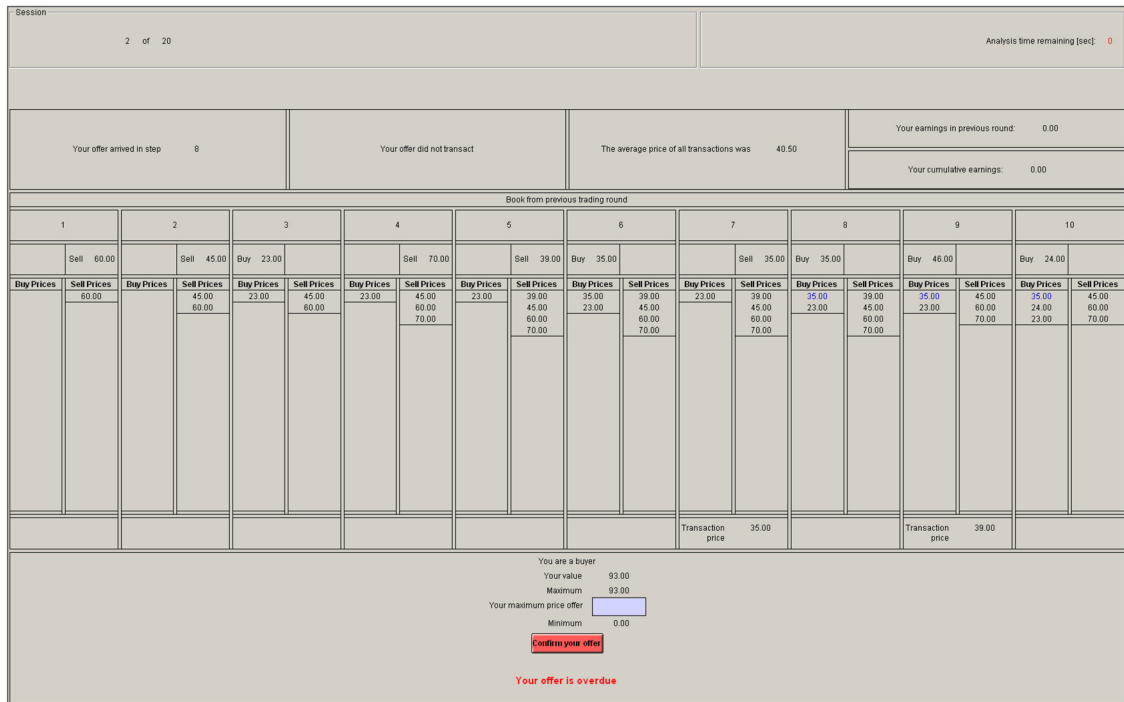 Session
2 of 20
Analysis time remaining [sec]: 0
Your offer arrived in step 8
Your offer did not transact
The average price of all transactions was 40.50
Your earnings in previous round: 0.00
Your cumulative earnings: 0.00
Book from previous trading round
1 2 3 4 5 6 7 8 9 10
Sell 60.00 Sell 45.00 Buy 23.00 Sell 70.00 Sell 39.00 Buy 35.00 Sell 35.00 Buy 35.00 Buy 46.00 Buy 24.00
Buy Prices Sell Prices Buy Prices Sell Prices Buy Prices Sell Prices Buy Prices Sell Prices Buy Prices Sell Prices Buy Prices Sell Prices Buy Prices Sell Prices Buy Prices Sell Prices Buy Prices Sell Prices Buy Prices Sell Prices
60.00 45.00 23.00 45.00 23.00 45.00 23.00 39.00 35.00 39.00 23.00 39.00 35.00 39.00 35.00 45.00 35.00 45.00
60.00 60.00 60.00 45.00 23.00 45.00 45.00 23.00 45.00 23.00 60.00 24.00 60.00
70.00 60.00 60.00 60.00 60.00 70.00 23.00 70.00
70.00 70.00 70.00 70.00
Transaction price 35.00 Transaction price 39.00
You are a buyer
Your value 93.00
Maximum 93.00
Your maximum price offer
Minimum 0.00
Confirm your offer
Your offer is overdue